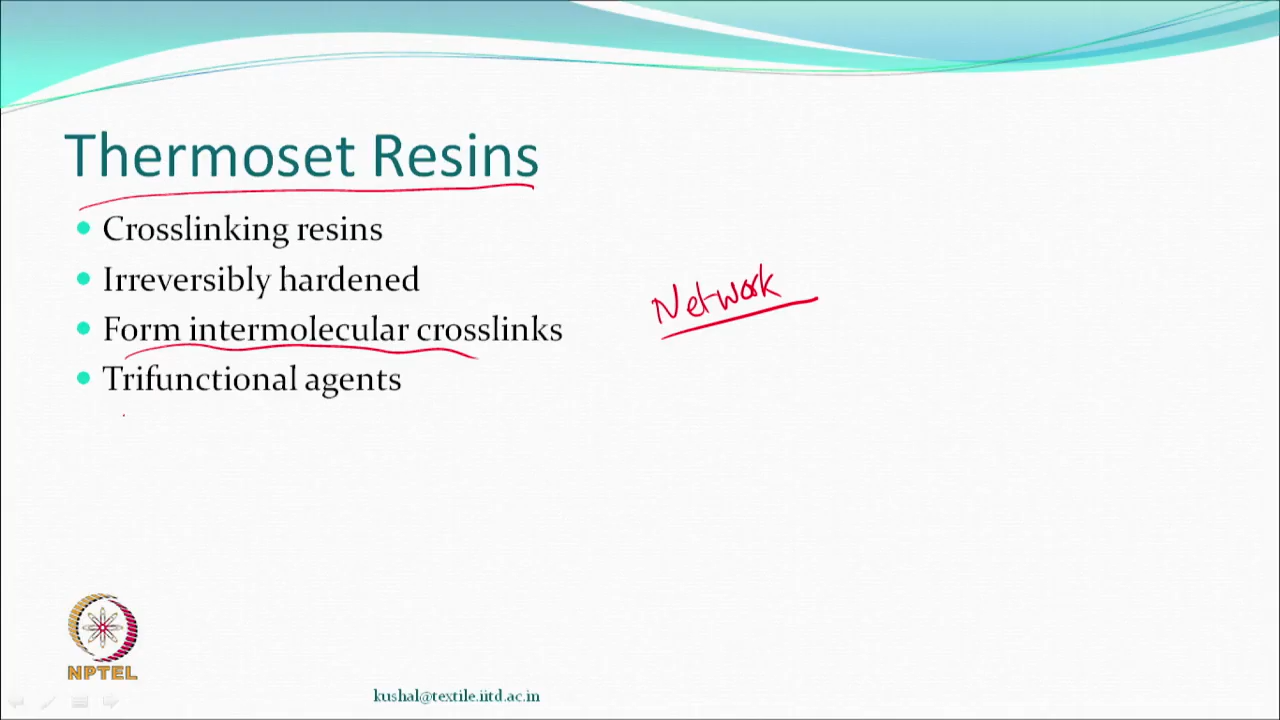 Thermoset Resins
Crosslinking resins
Irreversibly hardened
Network
Form intermolecular crosslinks
Trifunctional agents
NPTEL
kushal@textile.iitd.ac.in